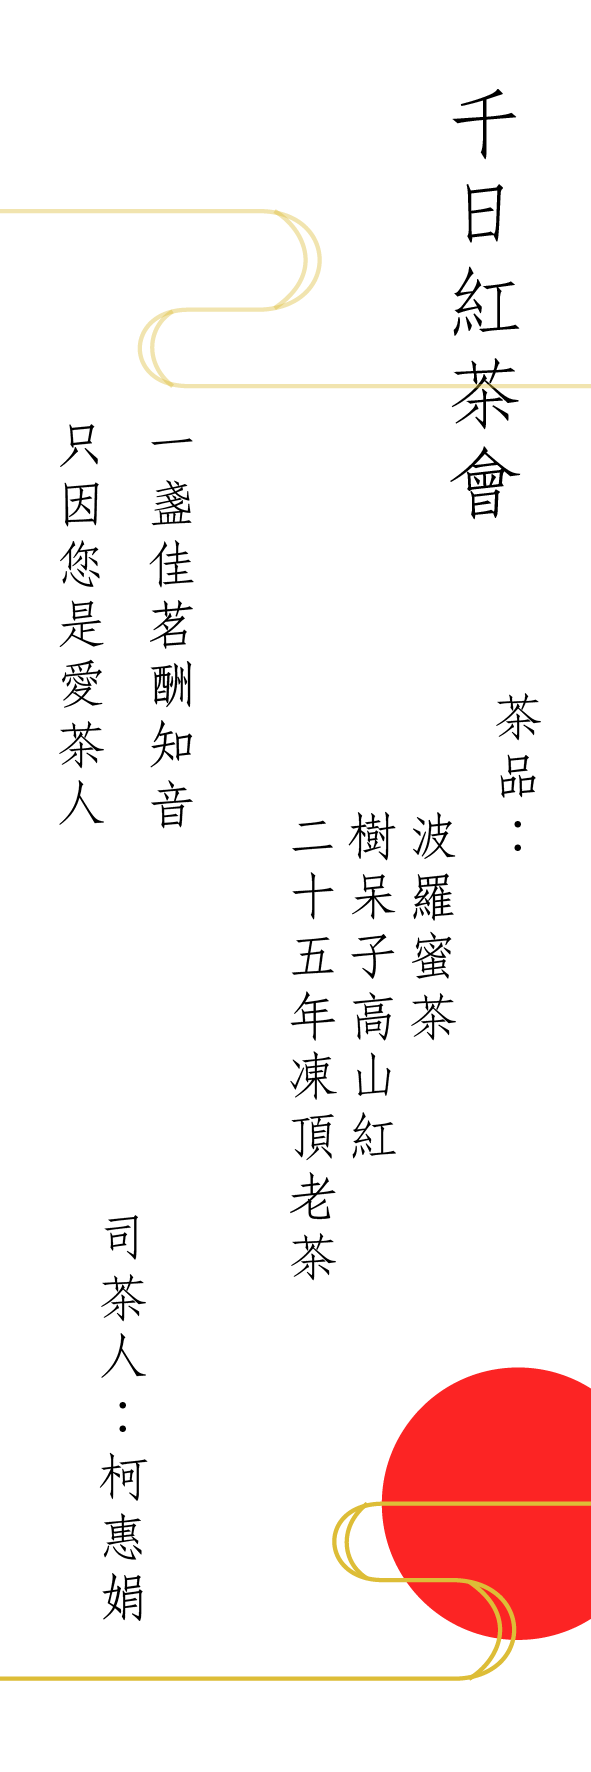 千日紅茶會
茶品：
波羅蜜茶
樹呆子高山紅
二十五年凍頂老茶
一盞佳茗酬知音
只因您是愛茶人
司茶人：柯惠娟